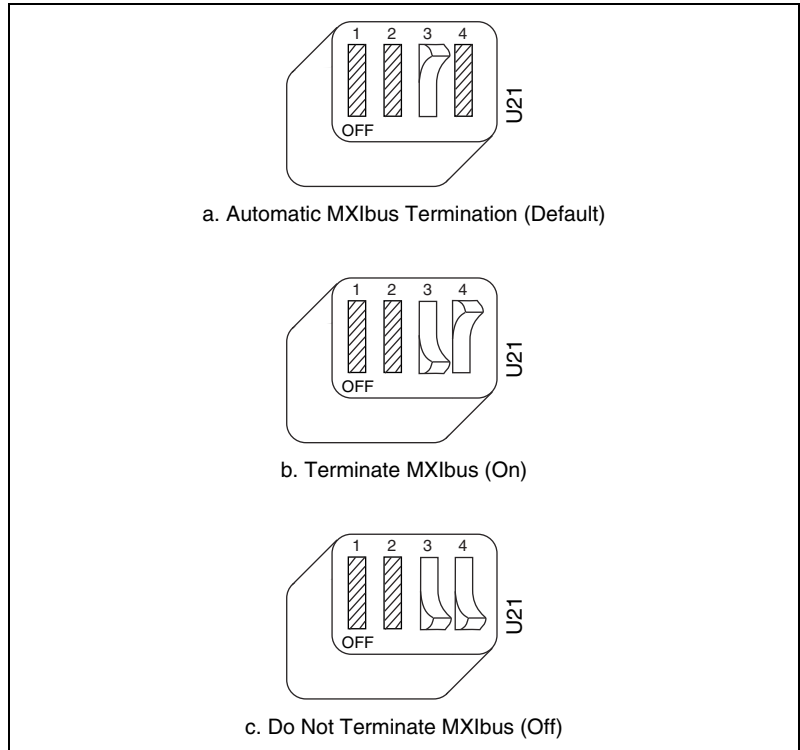 1 2 3 4
OFF
U21
a. Automatic MXIbus Termination (Default)
1 2 3 4
OFF
U21
b. Terminate MXIbus (On)
1 2 3 4
OFF
U21
c. Do Not Terminate MXIbus (Off)